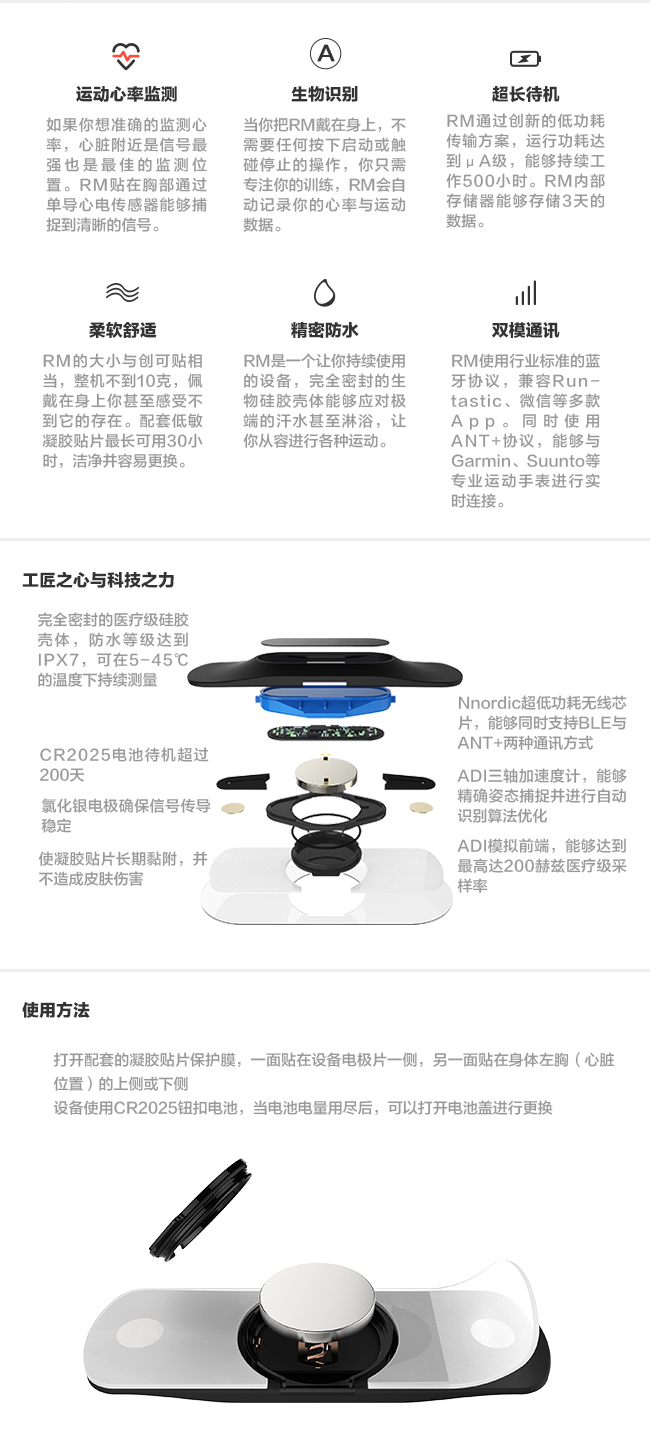 A
运动心率监测
如果你想准确的监测心
率，心脏附近是信号最
强也是最佳的监测位
置。RM贴在胸部通过
单导心电传感器能够捕
捉到清晰的信号。
生物识别
当你把RM戴在身上，不
需要任何按下启动或触
碰停止的操作，你只需
专注你的训练，RM会自
动记录你的心率与运动
数据。
超长待机
RM通过创新的低功耗
传输方案，运行功耗达
到μA级，能够持续工
作500小时。RM内部
存储器能够存储3天的
数据。
柔软舒适
RM的大小与创可贴相
当，整机不到10克，佩
戴在身上你甚至感受不
到它的存在。配套低敏
凝胶贴片最长可用30小
时，洁净并容易更换。
精密防水
RM是一个让你持续使用
的设备，完全密封的生
物硅胶壳体能够应对极
端的汗水甚至淋浴，让
你从容进行各种运动。
双模通讯
RM使用行业标准的蓝
牙协议，兼容Run-
tastic、微信等多款
App。同时使用
ANT+协议，能够与
Garmin、Suunto等
专业运动手表进行实
时连接。
工匠之心与科技之力
完全密封的医疗级硅胶
壳体，防水等级达到
IPX7，可在5-45℃
的温度下持续测量
CR2025电池待机超过
200天
氯化银电极确保信号传导
稳定
使凝胶贴片长期黏附，并
不造成皮肤伤害
Nnordic超低功耗无线芯
片，能够同时支持BLE与
ANT+两种通讯方式
ADI三轴加速度计，能够
精确姿态捕捉并进行自动
识别算法优化
ADI模拟前端，能够达到
最高达200赫兹医疗级采
样率
使用方法
打开配套的凝胶贴片保护膜，一面贴在设备电极片一侧，另一面贴在身体左胸（心脏
位置）的上侧或下侧
设备使用CR2025钮扣电池，当电池电量用尽后，可以打开电池盖进行更换